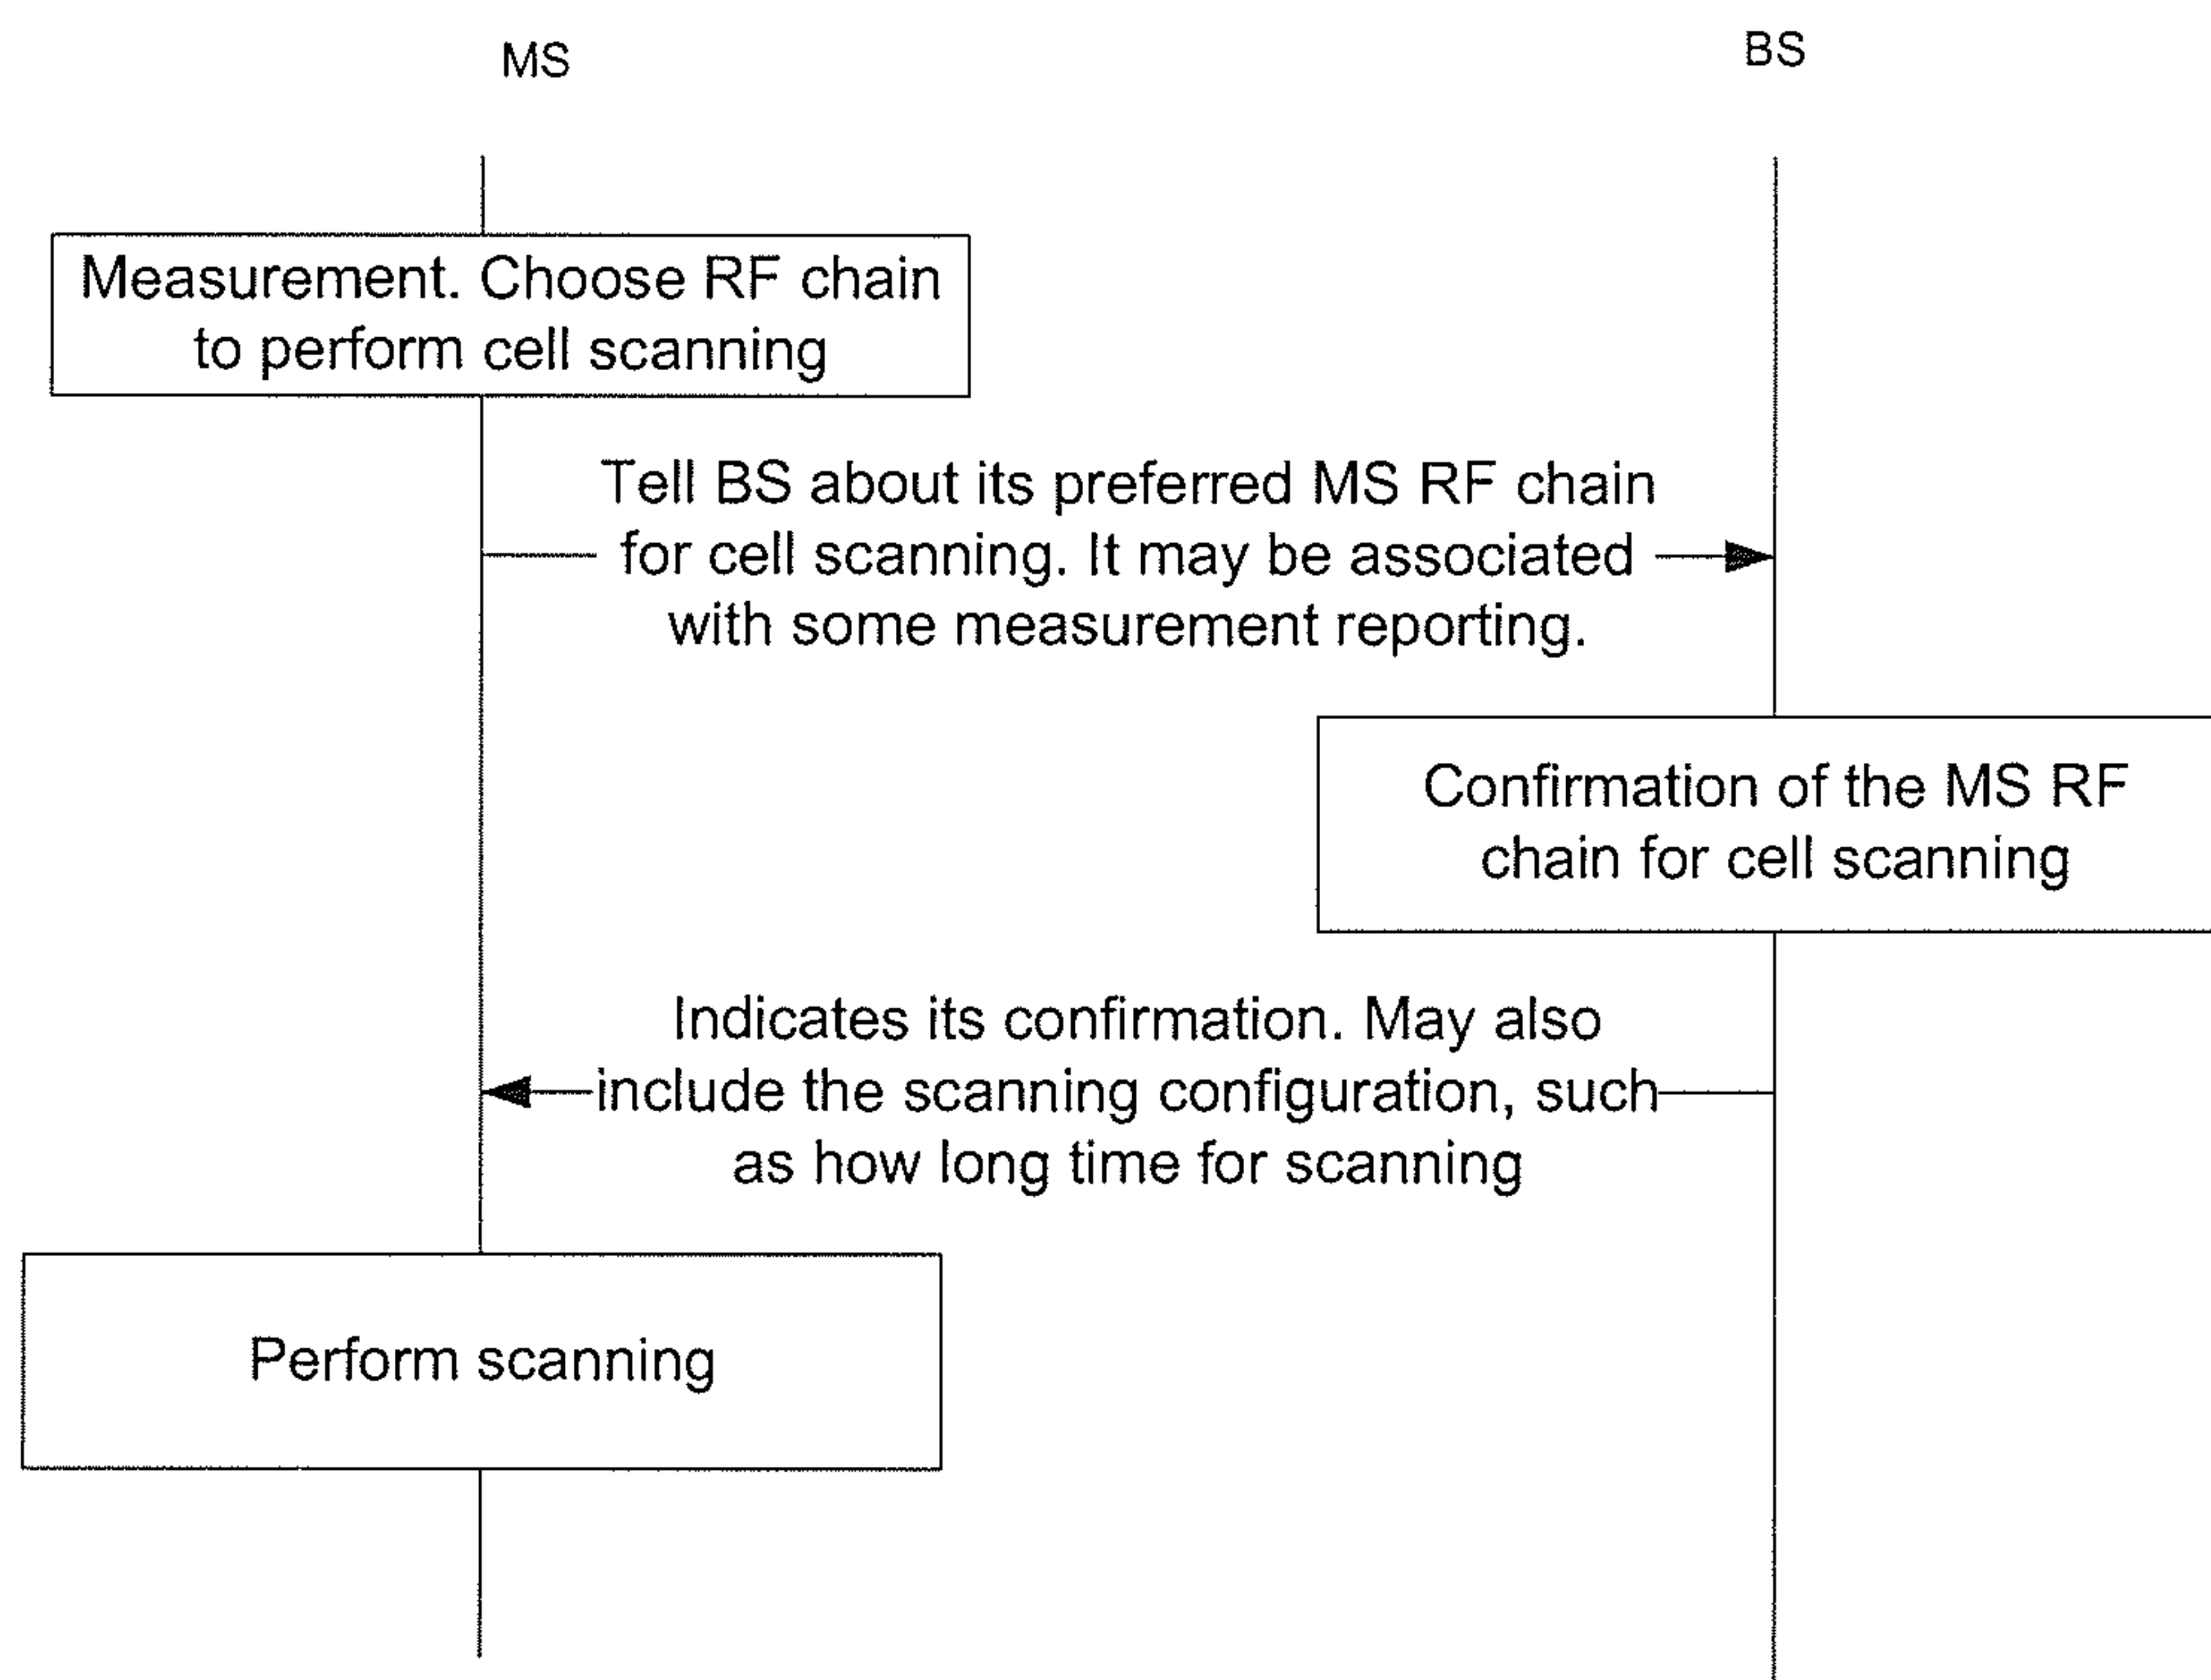 MS
BS
Measurement. Choose RF chain
to perform cell scanning
Tell BS about its preferred MS RF chain
for cell scanning. It may be associated
with some measurement reporting.
Confirmation of the MS RF
chain for cell scanning
Indicates its confirmation. May also
include the scanning configuration, such
as how long time for scanning
Perform scanning